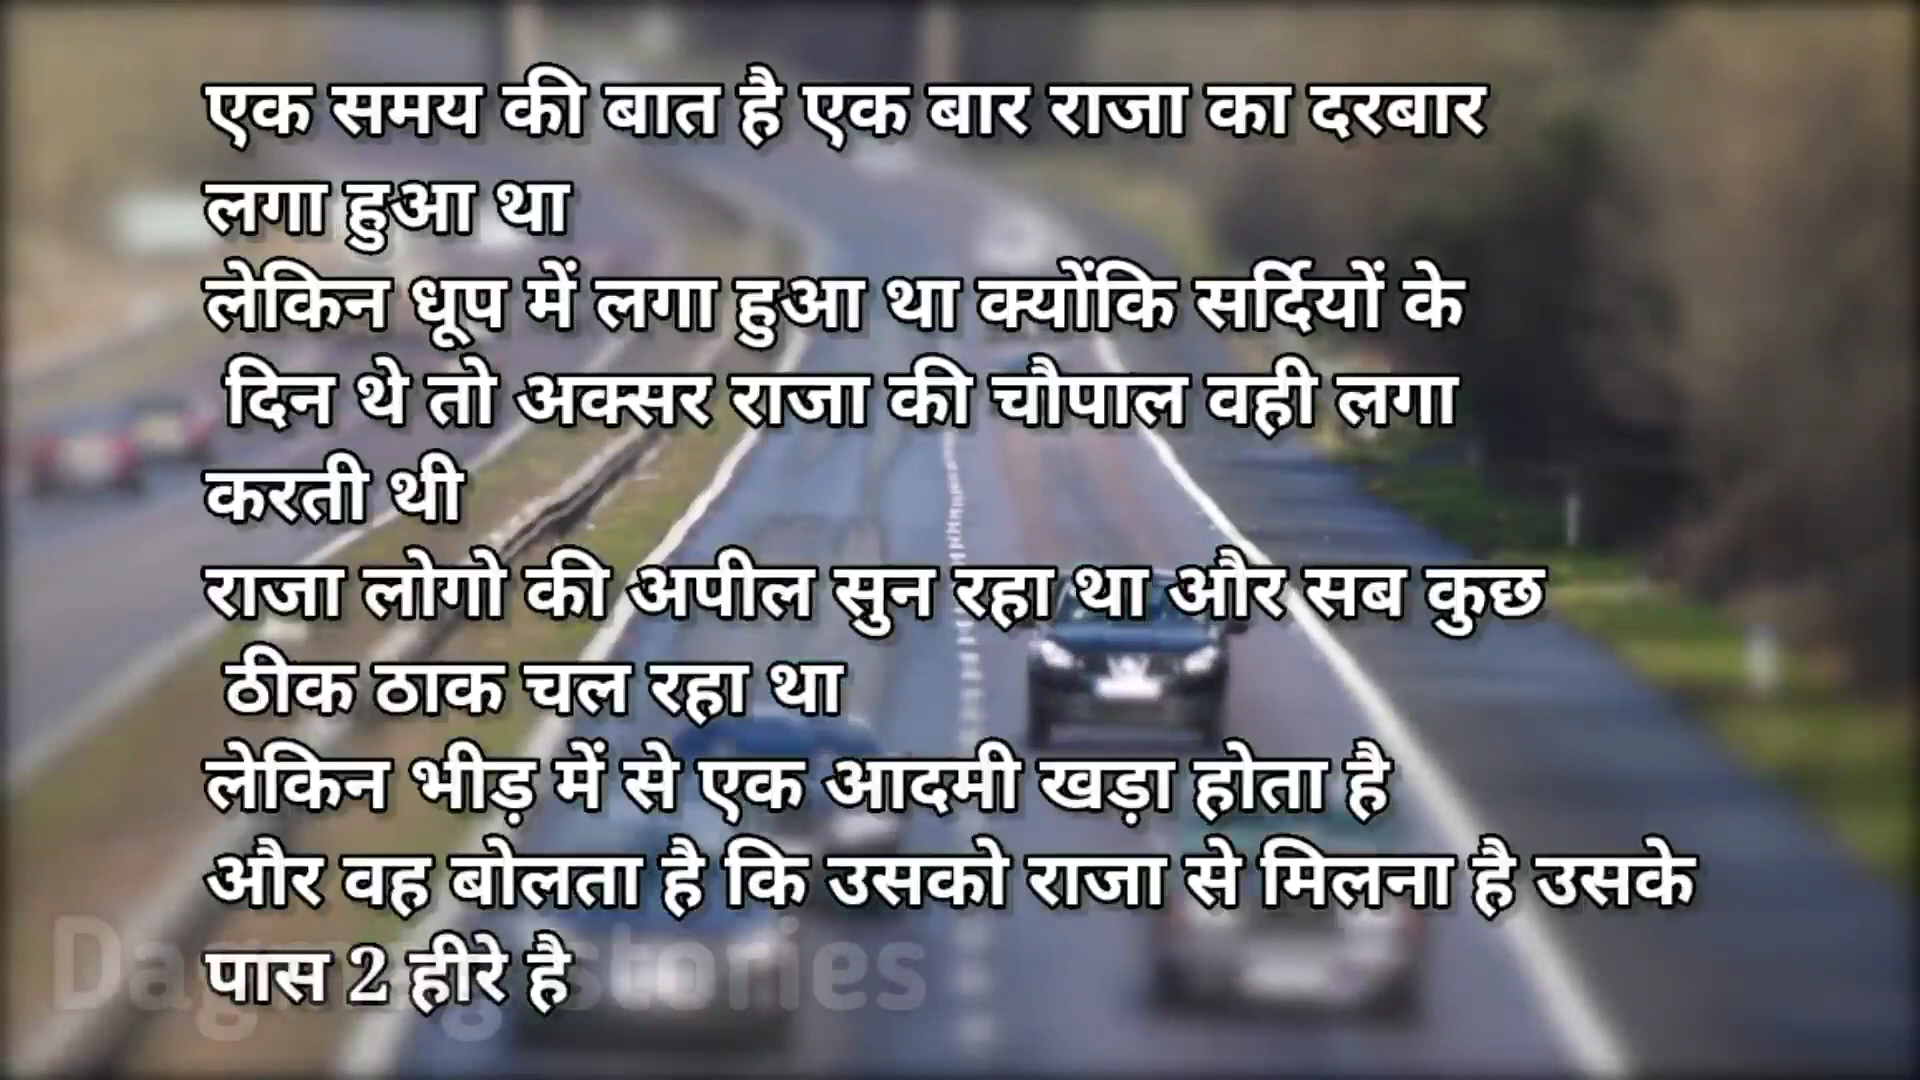 एक समय की बात है एक बार राजा का दरबार
लगा हुआ था
लेकिन धूप में लगा हुआ था क्योंकि सर्दियों के
दिन थे तो अक्सर राजा की चौपाल वही लगा
करती थी
राजा लोगो की अपील सुन रहा था और सब कुछ
ठीक ठाक चल रहा था
लेकिन भीड़ में से एक आदमी खड़ा होता है
और वह बोलता है कि उसको राजा से मिलना है उसके
पास 2 हीरे है
stories